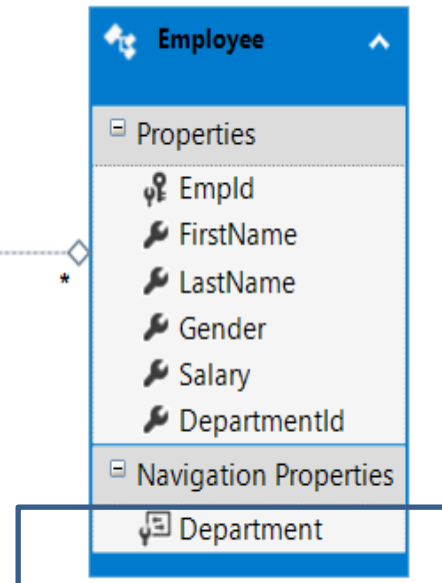 Employee
Properties
EmpId
FirstName
LastName
*
Gender
Salary
DepartmentId
Navigation Properties
Department